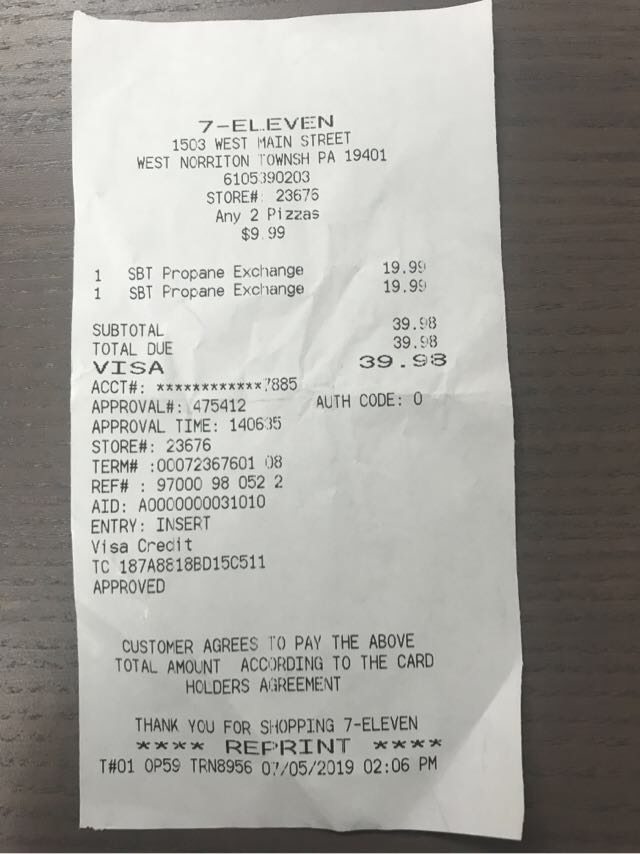 7-ELEVEN
1503 WEST MAIN STREET
WEST NORRITON TOWNSH PA 19401
6105390203
STORE#: 23676
Any 2 Pizzas
$9.99
1 SBT Propane Exchange 19.99
1 SBT Propane Exchange 19.99
SUBTOTAL 39.98
TOTAL DUE 39.98
VISA 39.98
ACCT#: ************7885
APPROVAL#: 475412 AUTH CODE: 0
APPROVAL TIME: 140635
STORE#: 23676
TERM# :00072367601 08
REF# : 97000 98 052 2
AID: A0000000031010
ENTRY: INSERT
Visa Credit
TC 187A8818BD15C511
APPROVED
CUSTOMER AGREES TO PAY THE ABOVE
TOTAL AMOUNT ACCORDING TO THE CARD
HOLDERS AGREEMENT
THANK YOU FOR SHOPPING 7-ELEVEN
**** REPRINT ****
T#01 OP59 TRN8956 07/05/2019 02:06 PM